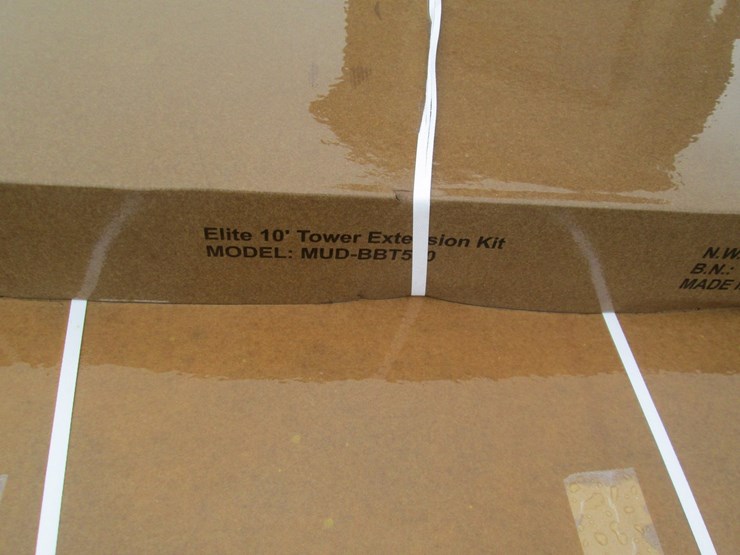 Elite 10' Tower Extension Kit
MODEL:
N.W.
B.N.:
MADE